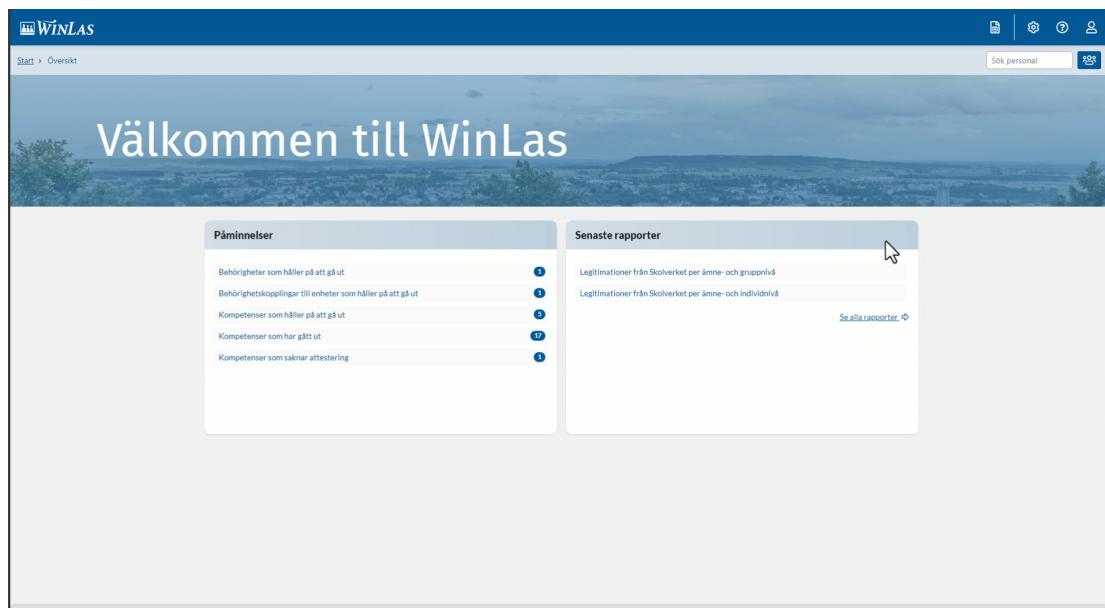 WINLAS
Start > Översikt
Sök personal
Välkommen till WinLas
Påminnelser
Behörigheter som håller på att gå ut 1
Behörighetskopplingar till enheter som håller på att gå ut 1
Kompetenser som håller på att gå ut 5
Kompetenser som har gått ut 17
Kompetenser som saknar attestering 1
Senaste rapporter
Legitimationer från Skolverket per ämne- och gruppnivå
Legitimationer från Skolverket per ämne- och individnivå
Se alla rapporter